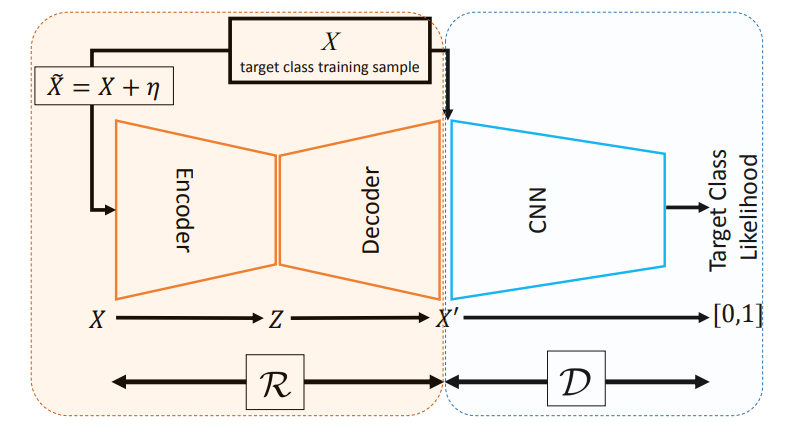 X
target class training sample
X̃ = X + η
Encoder
Decoder
CNN
Target Class
Likelihood
X
Z
X′
[0,1]
ℛ
𝒟